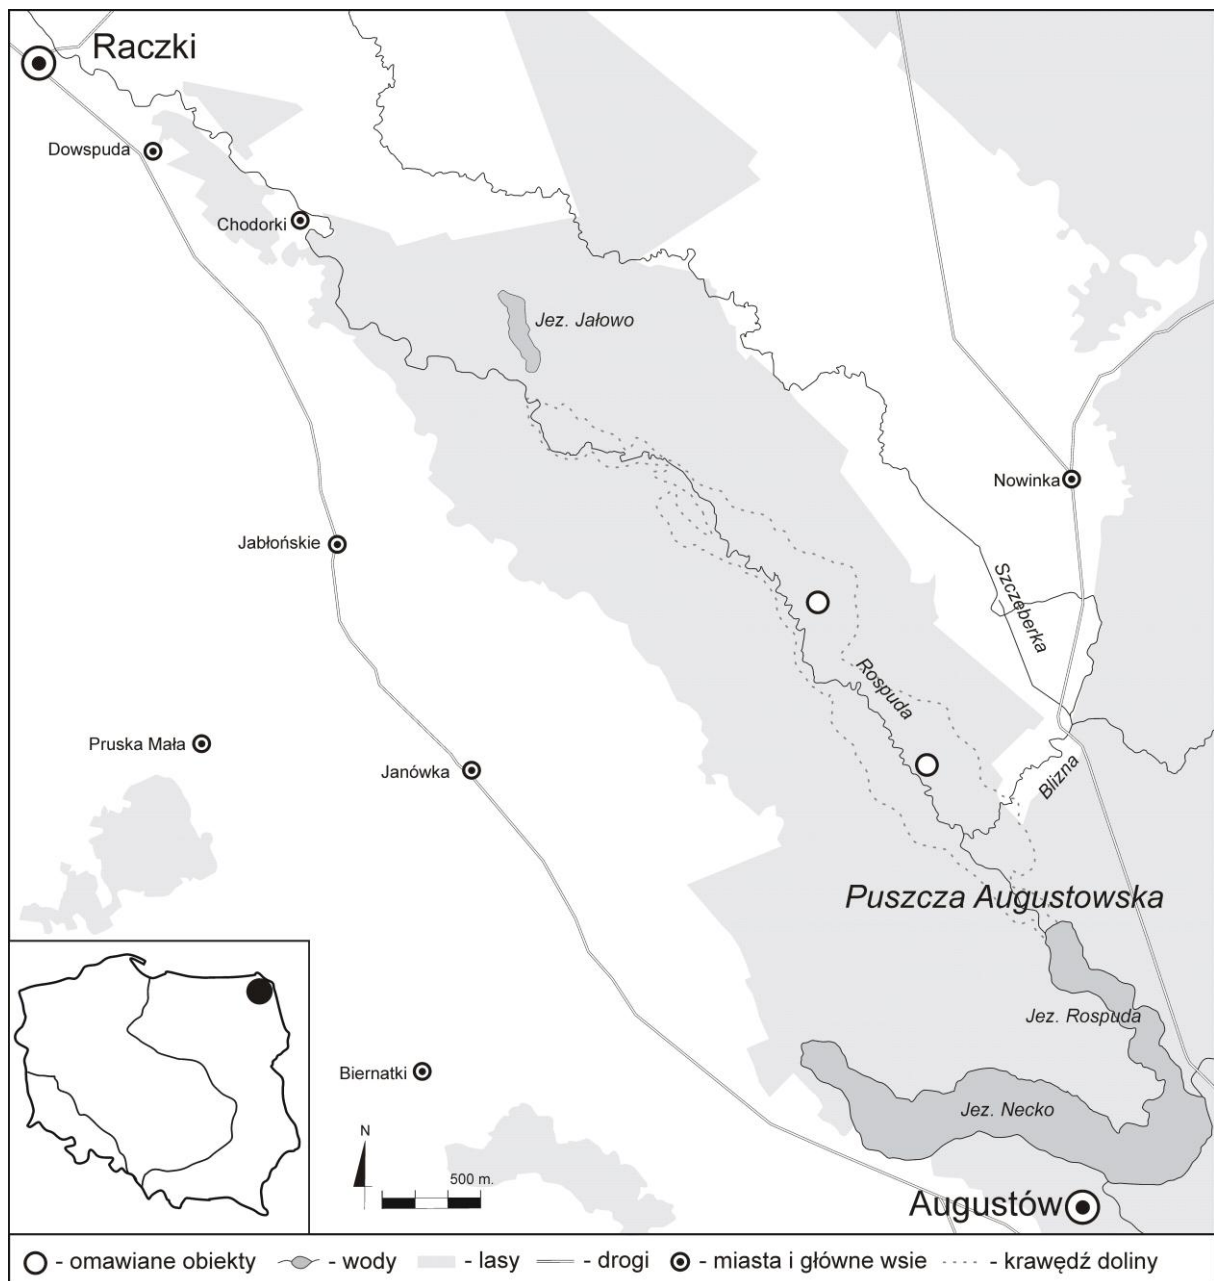 Raczki
Dowspuda
Chodorki
Jez. Jałowo
Nowinka
Jabłońskie
Szczeberka
Rospuda
Pruska Mała
Janówka
Blizna
Puszcza Augustowska
Jez. Rospuda
Biernatki
Jez. Necko
N
500 m.
Augustów
- omawiane obiekty - wody - lasy - drogi - miasta i główne wsie - krawędź doliny